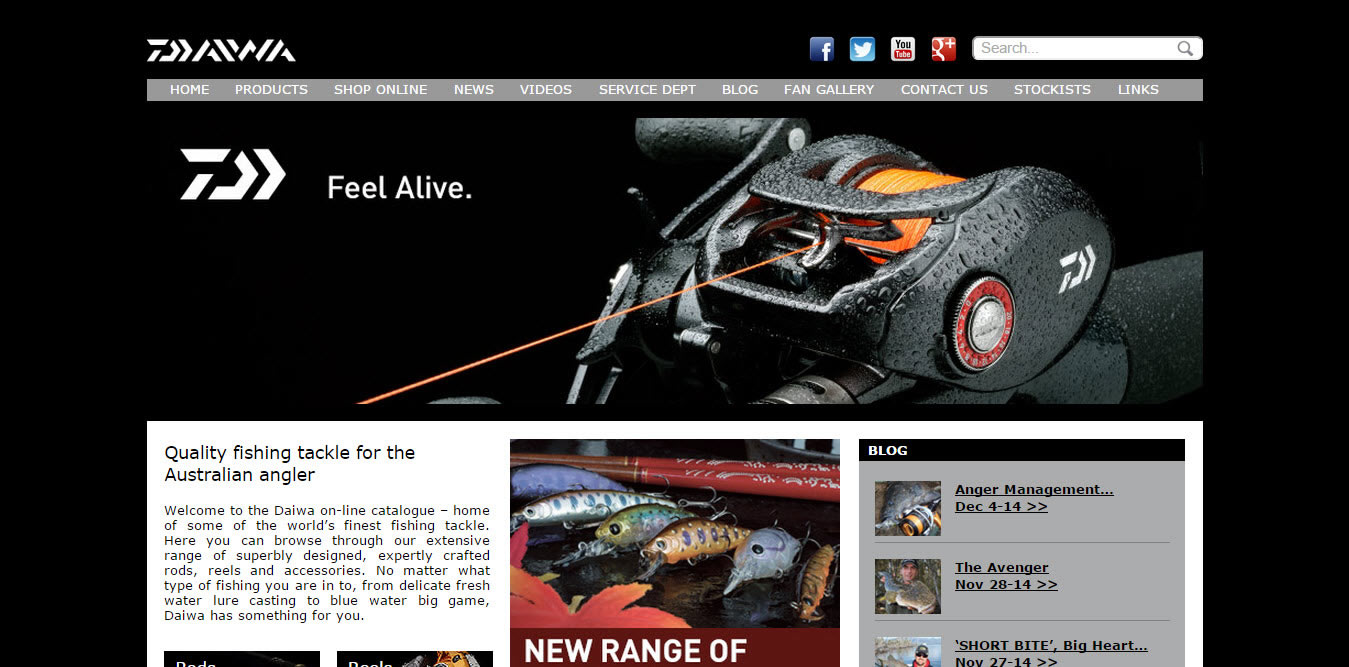 DAIWA
f
You
Tube
g+
Search...
HOME PRODUCTS SHOP ONLINE NEWS VIDEOS SERVICE DEPT BLOG FAN GALLERY CONTACT US STOCKISTS LINKS
Feel Alive.
Quality fishing tackle for the
Australian angler
Welcome to the Daiwa on-line catalogue – home
of some of the world’s finest fishing tackle.
Here you can browse through our extensive
range of superbly designed, expertly crafted
rods, reels and accessories. No matter what
type of fishing you are in to, from delicate fresh
water lure casting to blue water big game,
Daiwa has something for you.
Rods
Reels
NEW RANGE OF
BLOG
Anger Management...
Dec 4-14 >>
The Avenger
Nov 28-14 >>
‘SHORT BITE’, Big Heart...
Nov 27-14 >>